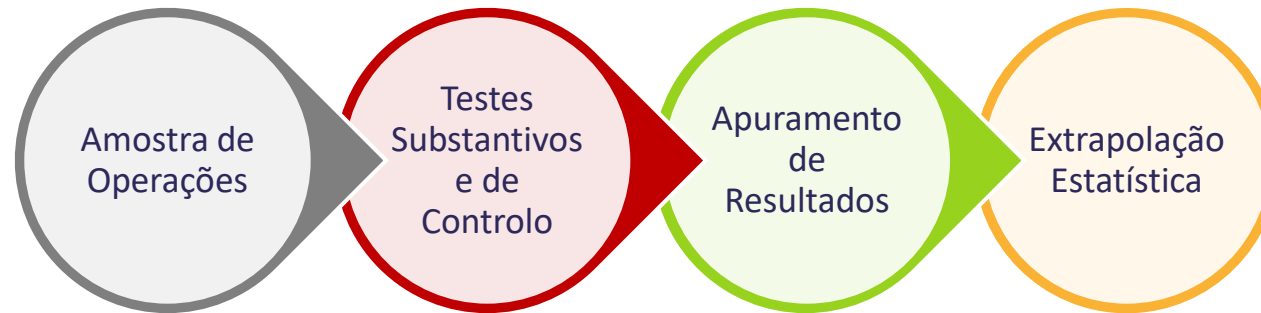 Amostra de
Operações
Testes
Substantivos
e de
Controlo
Apuramento
de
Resultados
Extrapolação
Estatística